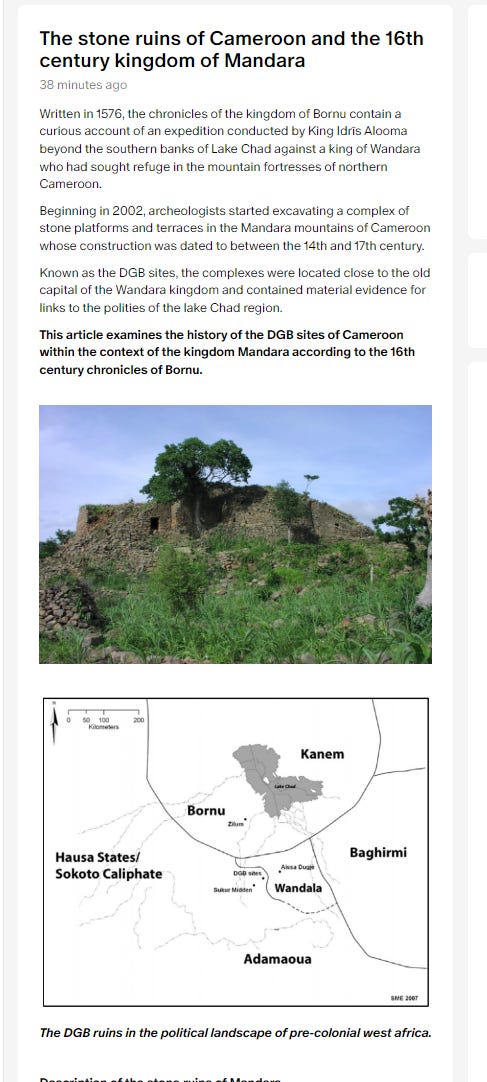 The stone ruins of Cameroon and the 16th
century kingdom of Mandara
38 minutes ago
Written in 1576, the chronicles of the kingdom of Bornu contain a
curious account of an expedition conducted by King Idrīs Alooma
beyond the southern banks of Lake Chad against a king of Wandara
who had sought refuge in the mountain fortresses of northern
Cameroon.
Beginning in 2002, archeologists started excavating a complex of
stone platforms and terraces in the Mandara mountains of Cameroon
whose construction was dated to between the 14th and 17th century.
Known as the DGB sites, the complexes were located close to the old
capital of the Wandara kingdom and contained material evidence for
links to the polities of the lake Chad region.
This article examines the history of the DGB sites of Cameroon
within the context of the kingdom Mandara according to the 16th
century chronicles of Bornu.
N
0 50 100 200
Kilometers
Kanem
Lake Chad
Bornu
Zilum
Baghirmi
Hausa States/
Sokoto Caliphate
Aissa Dugjé
DGB sites
Sukur Midden
Wandala
Adamaoua
SME 2007
The DGB ruins in the political landscape of pre-colonial west africa.
Description of the stone ruins of Mandara